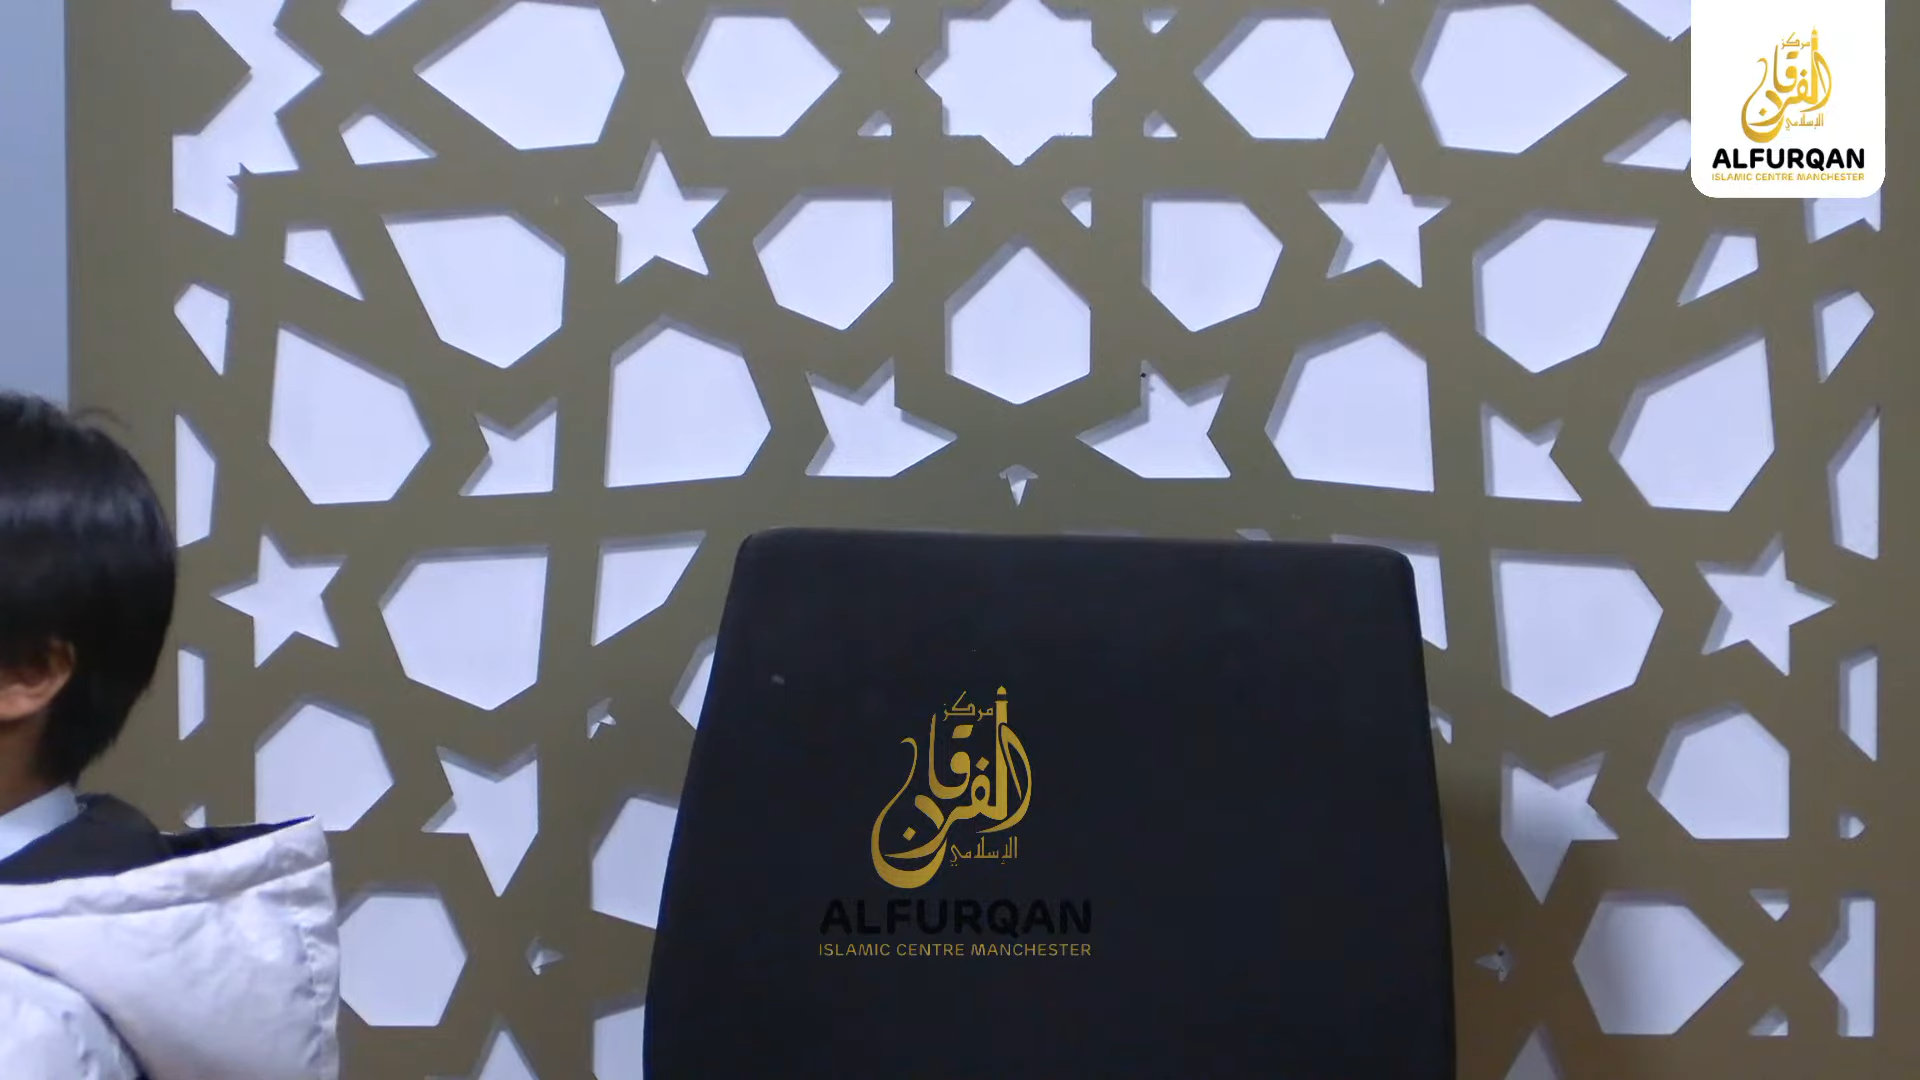 مركز
الفرقان
الإسلامي
ALFURQAN
ISLAMIC CENTRE MANCHESTER
مركز
الفرقان
الإسلامي
ALFURQAN
ISLAMIC CENTRE MANCHESTER